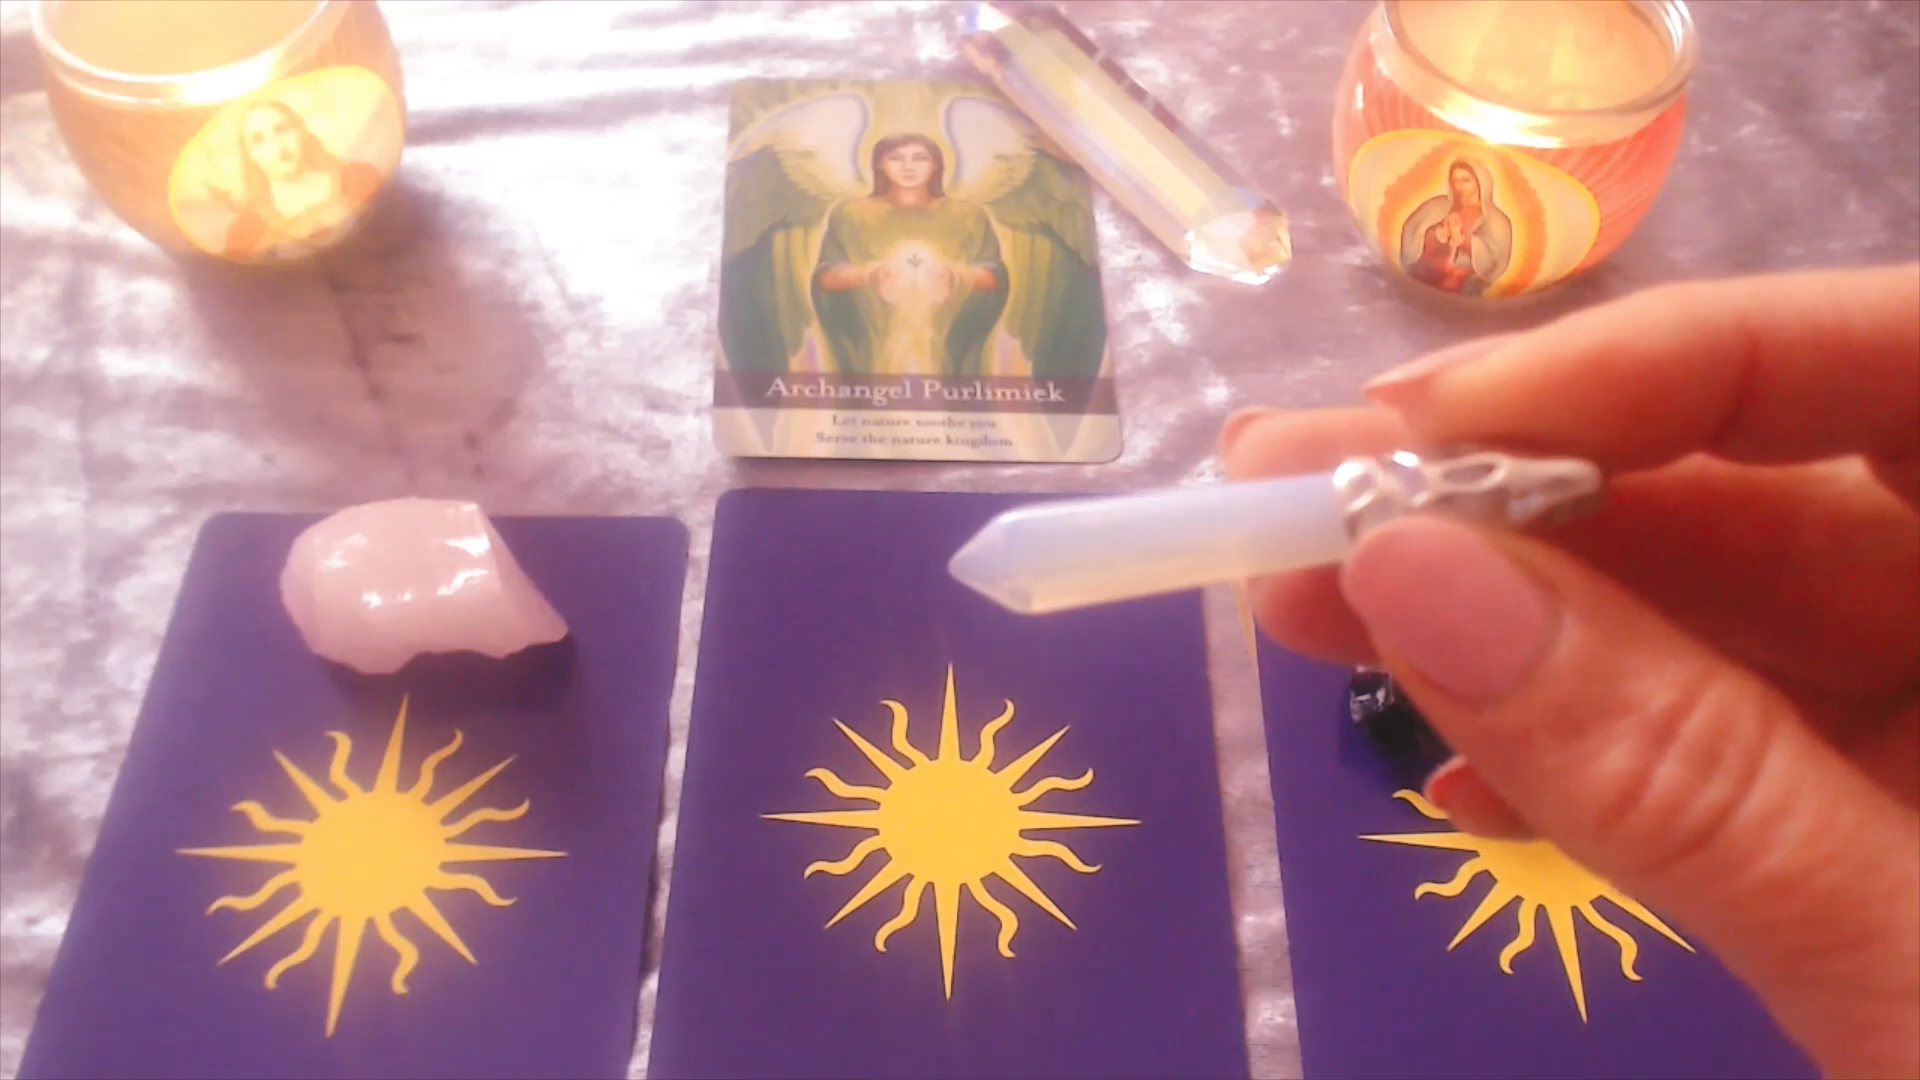 Archangel Purlimiek
Let nature soothe you.
Serve the nature kingdom.